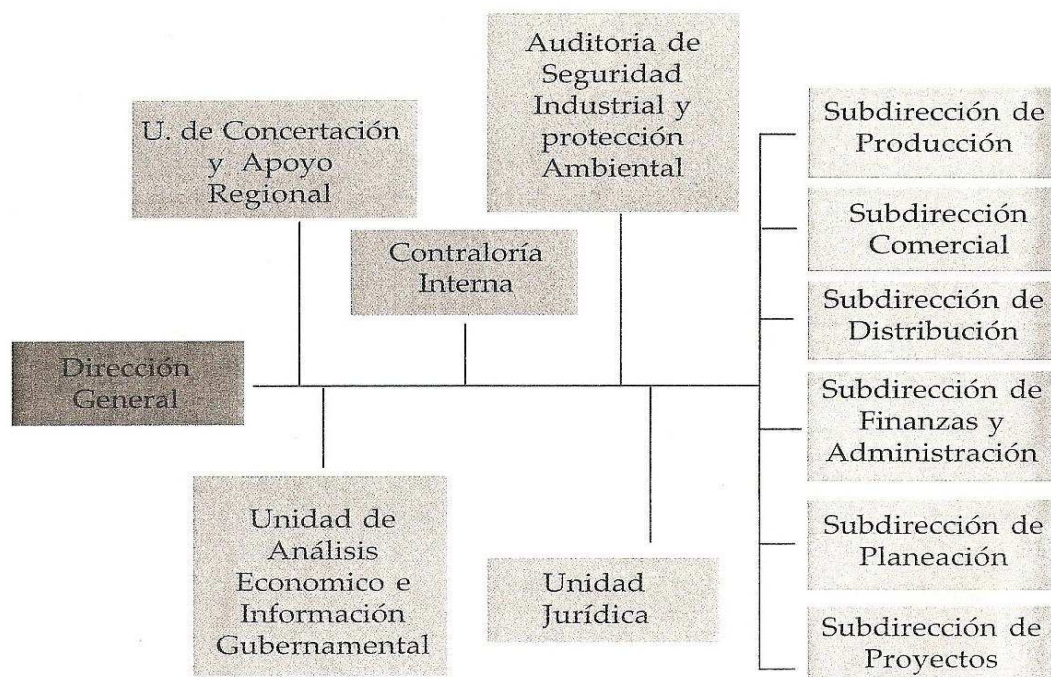 Auditoria de
Seguridad
Industrial y
protección
Ambiental
U. de Concertación
y Apoyo
Regional
Contraloría
Interna
Dirección
General
Unidad de
Análisis
Economico e
Información
Gubernamental
Unidad
Jurídica
Subdirección de
Producción
Subdirección
Comercial
Subdirección de
Distribución
Subdirección de
Finanzas y
Administración
Subdirección de
Planeación
Subdirección de
Proyectos